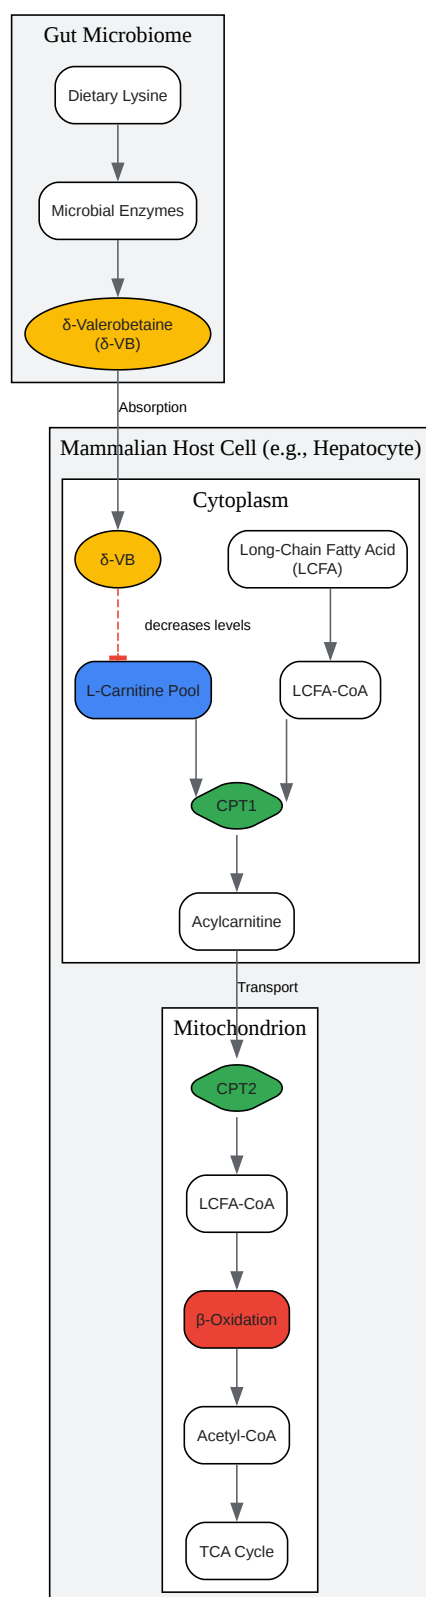 Gut Microbiome
Dietary Lysine
Microbial Enzymes
δ-Valerobetaine
(δ-VB)
Absorption
Mammalian Host Cell (e.g., Hepatocyte)
Cytoplasm
δ-VB
Long-Chain Fatty Acid
(LCFA)
decreases levels
L-Carnitine Pool
LCFA-CoA
CPT1
Acylcarnitine
Transport
Mitochondrion
CPT2
LCFA-CoA
β-Oxidation
Acetyl-CoA
TCA Cycle